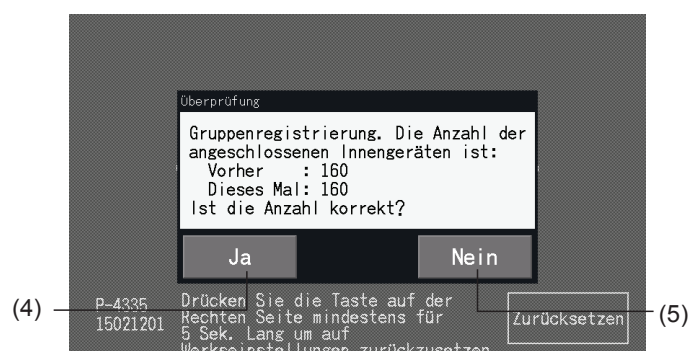 Überprüfung
Gruppenregistrierung. Die Anzahl der
angeschlossenen Innengeräten ist:
Vorher : 160
Dieses Mal: 160
Ist die Anzahl korrekt?
Ja
Nein
(4)
(5)
P-4335
15021201
Drücken Sie die Taste auf der
Rechten Seite mindestens für
5 Sek. Lang um auf
Werkseinstellungen zurückzusetzen
Zurücksetzen